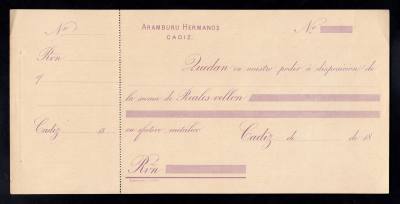 Nº
Rvn
Cadiz 18
ARAMBURU HERMANOS
CADIZ.
Nº
Quedan en nuestro poder á disposicion de
la suma de Reales vellon
en efectivo metálico Cadiz de de 18
Rvn